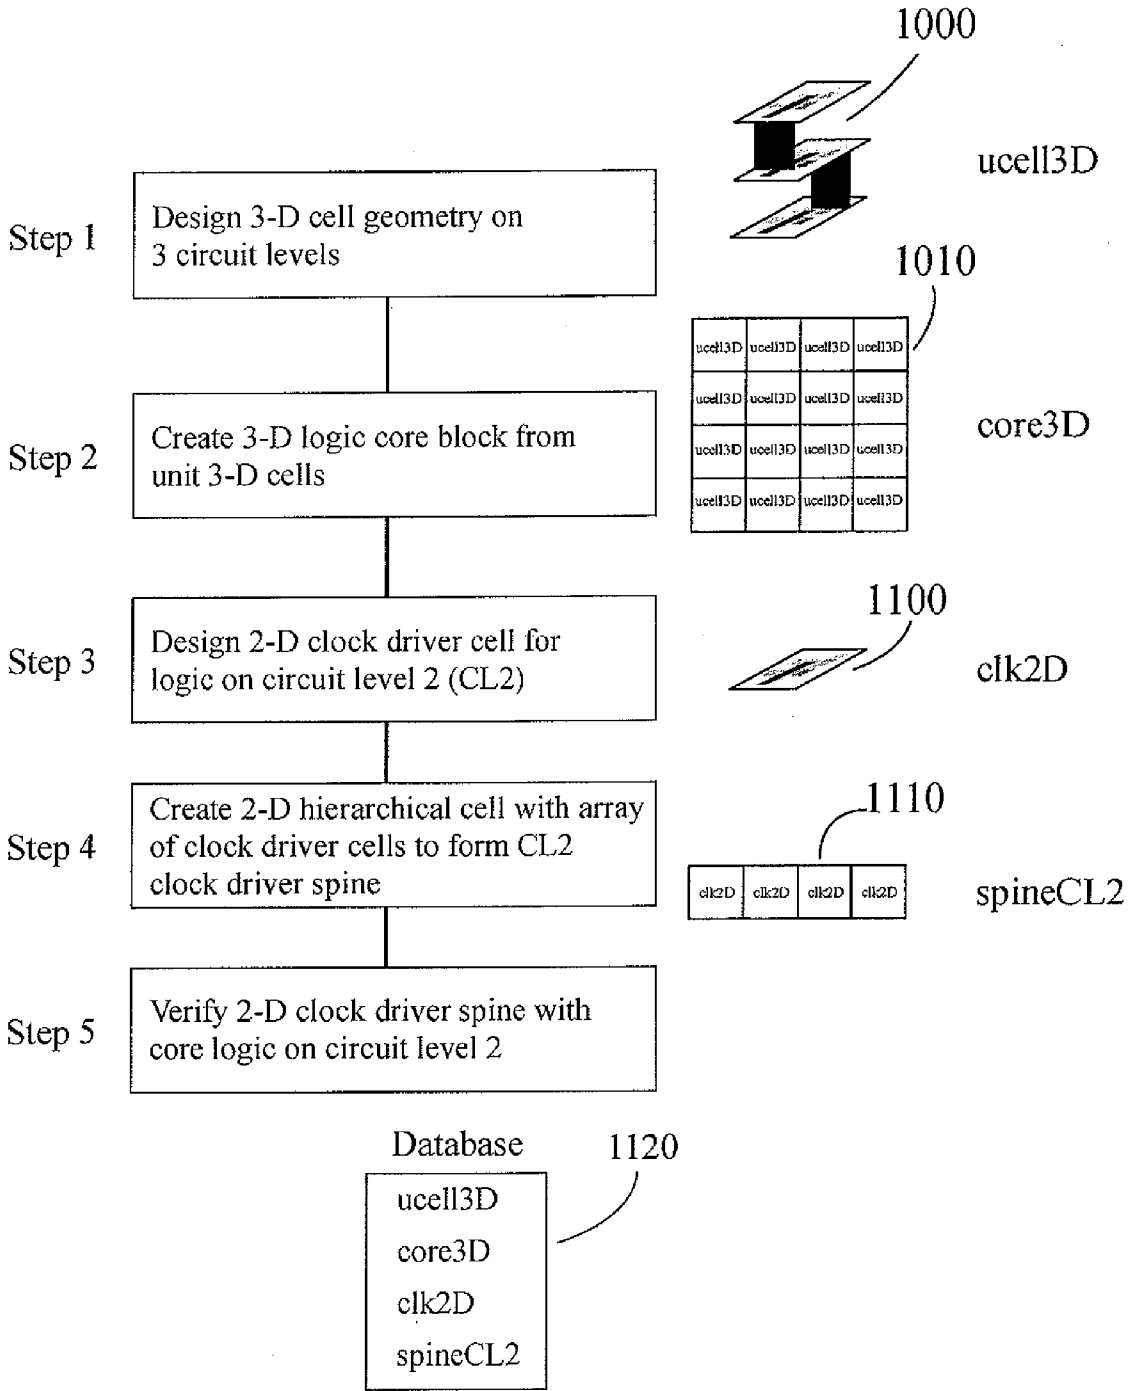 1000
ucell3D
Step 1
Design 3-D cell geometry on
3 circuit levels
1010
ucell3D ucell3D ucell3D ucell3D
ucell3D ucell3D ucell3D ucell3D
ucell3D ucell3D ucell3D ucell3D
ucell3D ucell3D ucell3D ucell3D
core3D
Step 2
Create 3-D logic core block from
unit 3-D cells
1100
clk2D
Step 3
Design 2-D clock driver cell for
logic on circuit level 2 (CL2)
1110
clk2D clk2D clk2D clk2D
spineCL2
Step 4
Create 2-D hierarchical cell with array
of clock driver cells to form CL2
clock driver spine
Step 5
Verify 2-D clock driver spine with
core logic on circuit level 2
Database
1120
ucell3D
core3D
clk2D
spineCL2